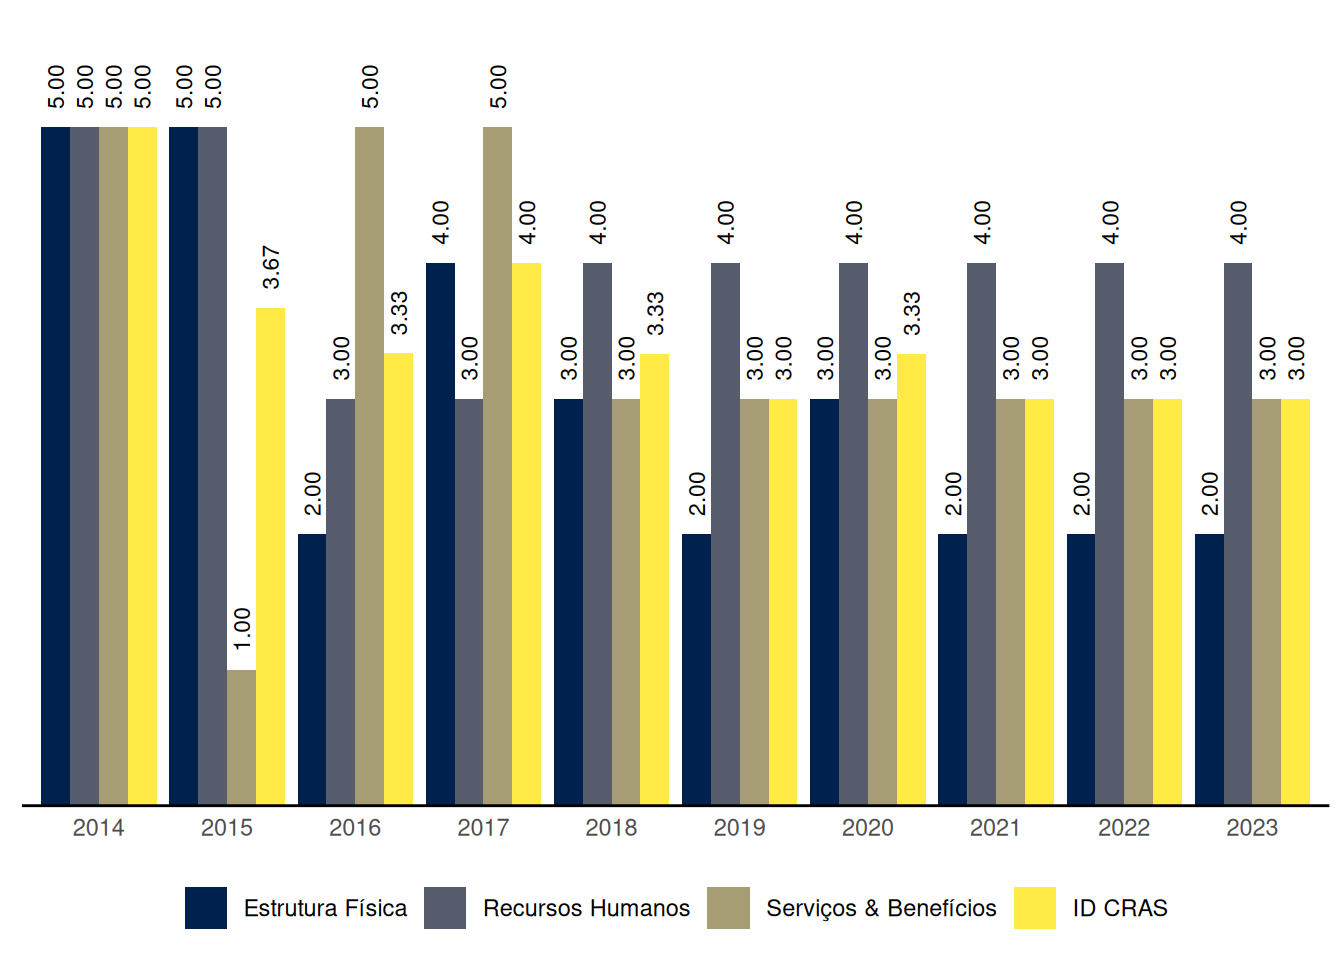 5.00 5.00 5.00 5.00 5.00 5.00 1.00 3.67 2.00 3.00 5.00 3.33 4.00 3.00 5.00 4.00 3.00 4.00 3.00 3.33 2.00 4.00 3.00 3.00 3.00 4.00 3.00 3.33 2.00 4.00 3.00 3.00 2.00 4.00 3.00 3.00 2.00 4.00 3.00 3.00
2014 2015 2016 2017 2018 2019 2020 2021 2022 2023
Estrutura Física Recursos Humanos Serviços & Benefícios ID CRAS